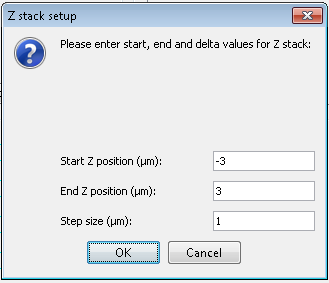 Z stack setup
Please enter start, end and delta values for Z stack:
Start Z position (µm): -3
End Z position (µm): 3
Step size (µm): 1
OK Cancel